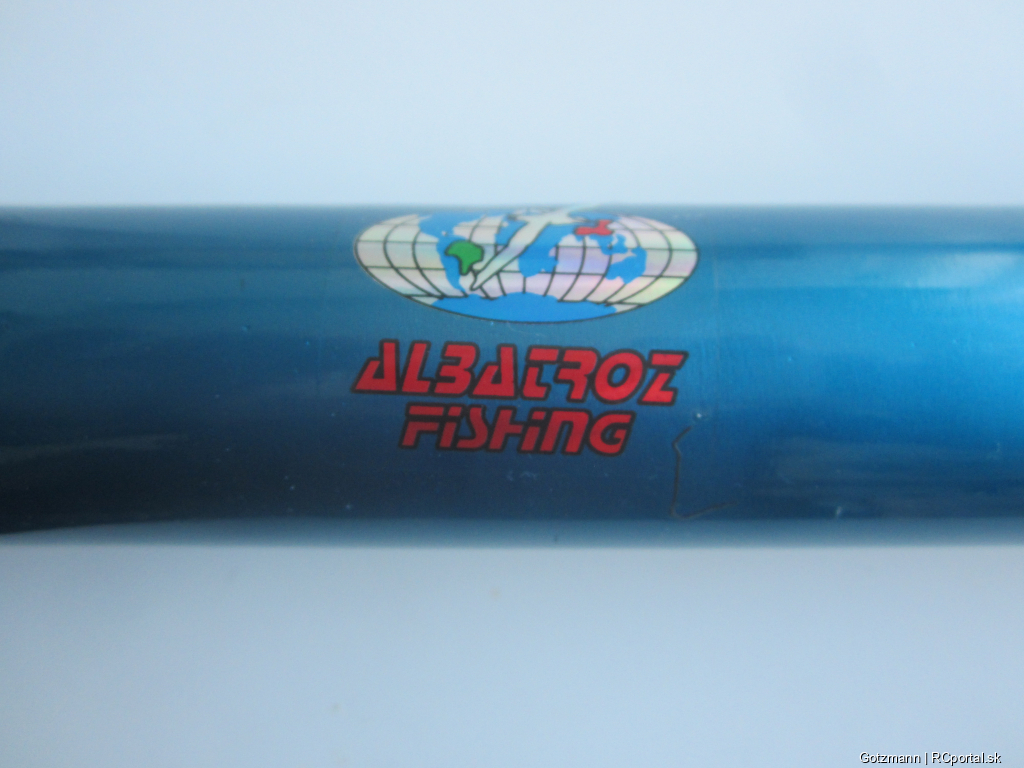 ALBATROZ
FiSHiNG
Gotzmann | RCportal.sk